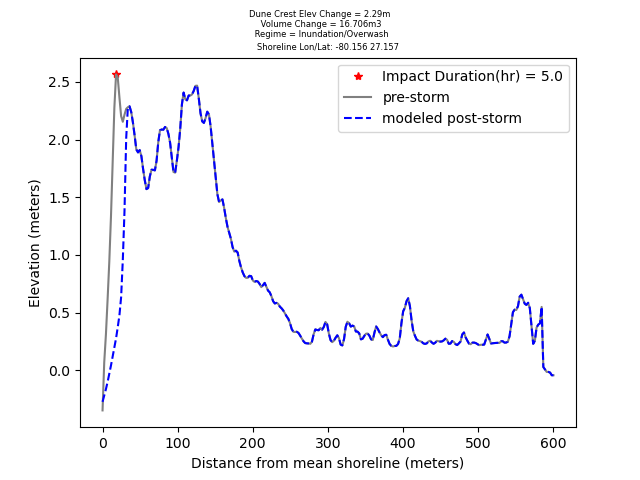 Dune Crest Elev Change = 2.29m
Volume Change = 16.706m3
Regime = Inundation/Overwash
Shoreline Lon/Lat: -80.156 27.157
Impact Duration(hr) = 5.0
pre-storm
modeled post-storm
2.5
2.0
1.5
1.0
0.5
0.0
Elevation (meters)
0 100 200 300 400 500 600
Distance from mean shoreline (meters)